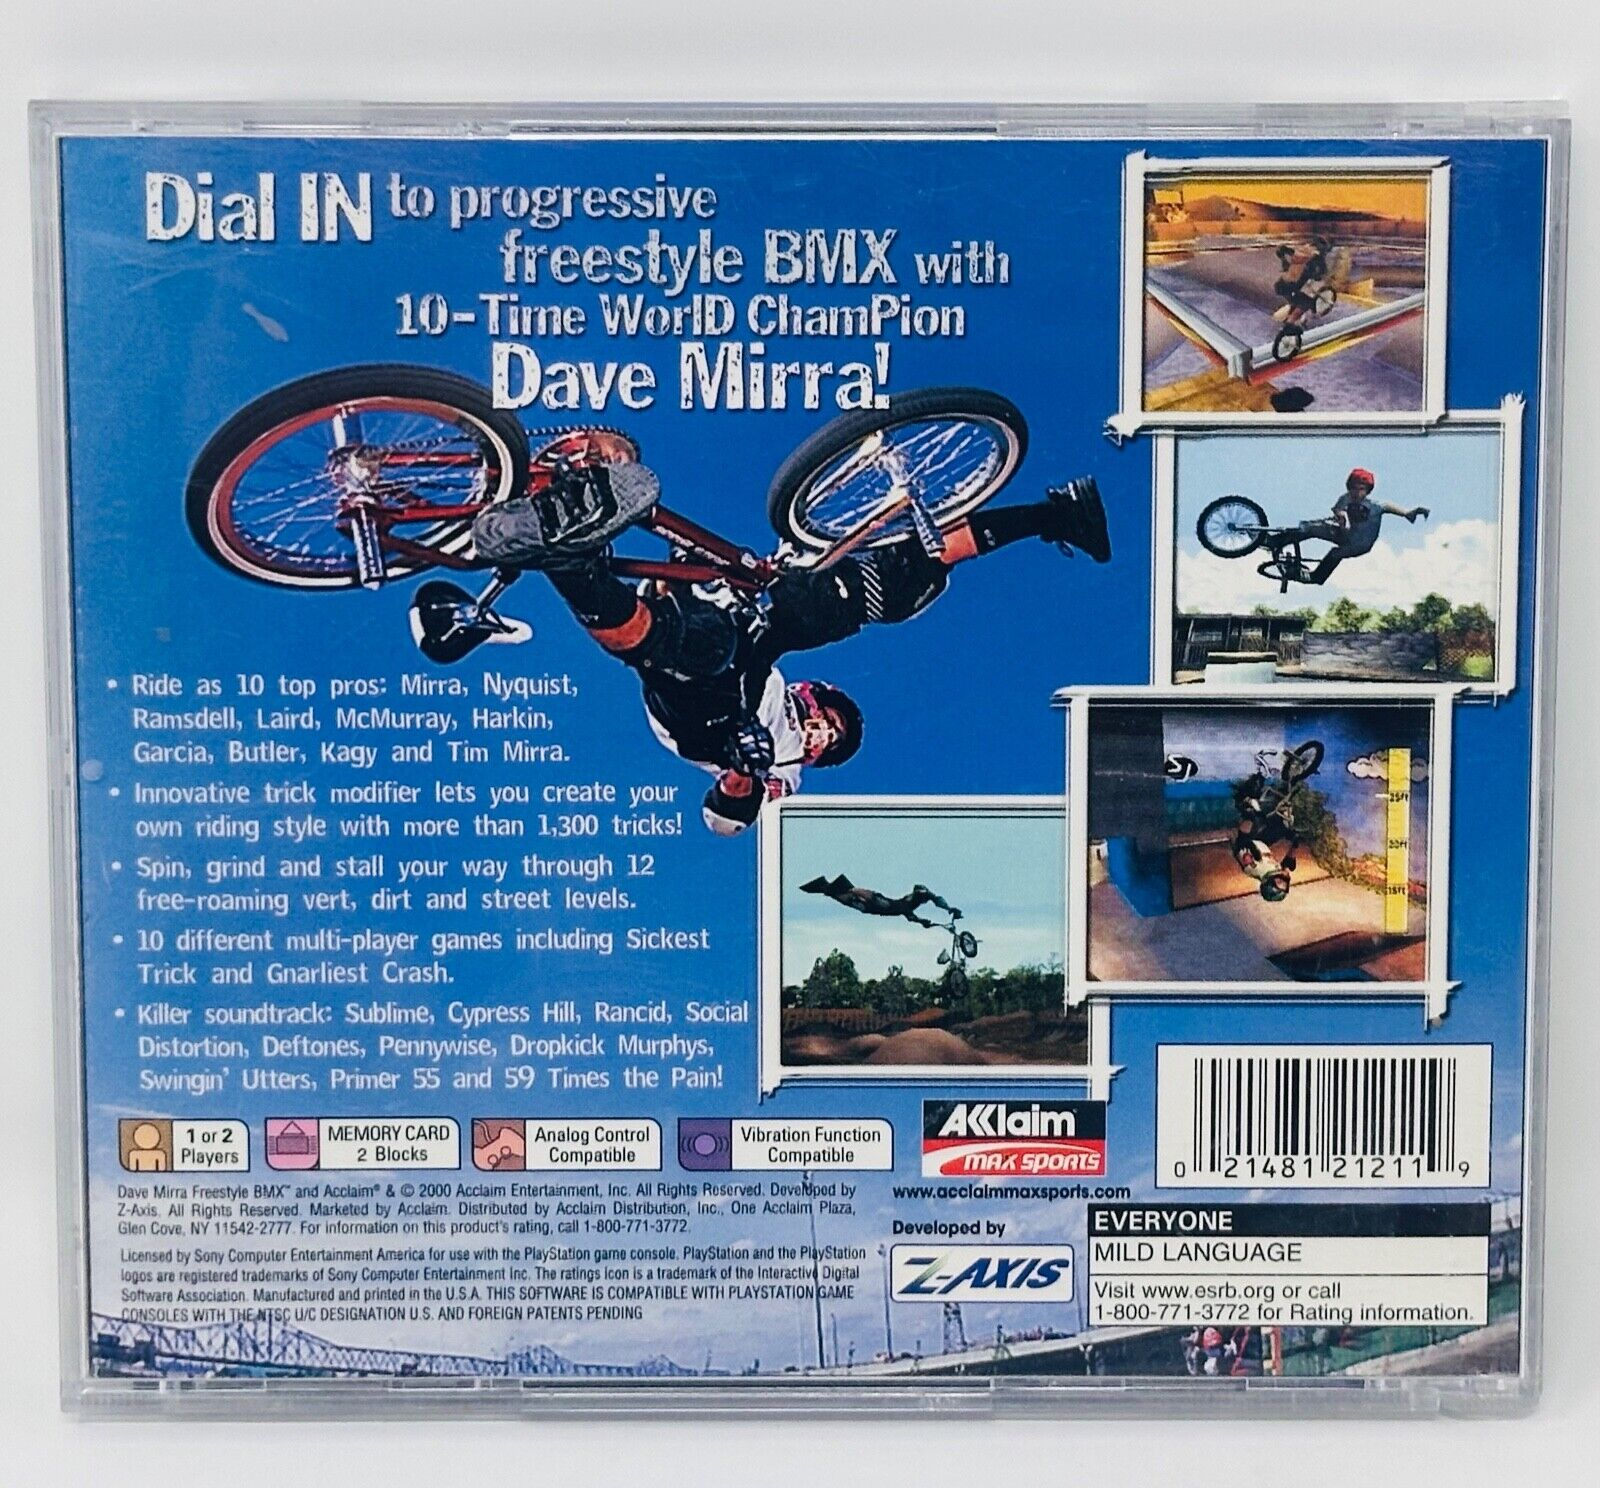 Dial IN to progressive
freestyle BMX with
10-Time WorlD ChamPion
Dave Mirra!
• Ride as 10 top pros: Mirra, Nyquist,
Ramsdell, Laird, McMurray, Harkin,
Garcia, Butler, Kagy and Tim Mirra.
• Innovative trick modifier lets you create your
own riding style with more than 1,300 tricks!
• Spin, grind and stall your way through 12
free-roaming vert, dirt and street levels.
• 10 different multi-player games including Sickest
Trick and Gnarliest Crash.
• Killer soundtrack: Sublime, Cypress Hill, Rancid, Social
Distortion, Deftones, Pennywise, Dropkick Murphys,
Swingin' Utters, Primer 55 and 59 Times the Pain!
25ft
20ft
15ft
1 or 2
Players
MEMORY CARD
2 Blocks
Analog Control
Compatible
Vibration Function
Compatible
AKKlaim
MAX SPORTS
www.acclaimmaxsports.com
Developed by
Z-AXIS
0 21481 21211 9
EVERYONE
MILD LANGUAGE
Visit www.esrb.org or call
1-800-771-3772 for Rating information.
Dave Mirra Freestyle BMX™ and Acclaim® & © 2000 Acclaim Entertainment, Inc. All Rights Reserved. Developed by
Z-Axis. All Rights Reserved. Marketed by Acclaim. Distributed by Acclaim Distribution, Inc., One Acclaim Plaza,
Glen Cove, NY 11542-2777. For information on this product's rating, call 1-800-771-3772.
Licensed by Sony Computer Entertainment America for use with the PlayStation game console. PlayStation and the PlayStation
logos are registered trademarks of Sony Computer Entertainment Inc. The ratings icon is a trademark of the Interactive Digital
Software Association. Manufactured and printed in the U.S.A. THIS SOFTWARE IS COMPATIBLE WITH PLAYSTATION GAME
CONSOLES WITH THE NTSC U/C DESIGNATION U.S. AND FOREIGN PATENTS PENDING